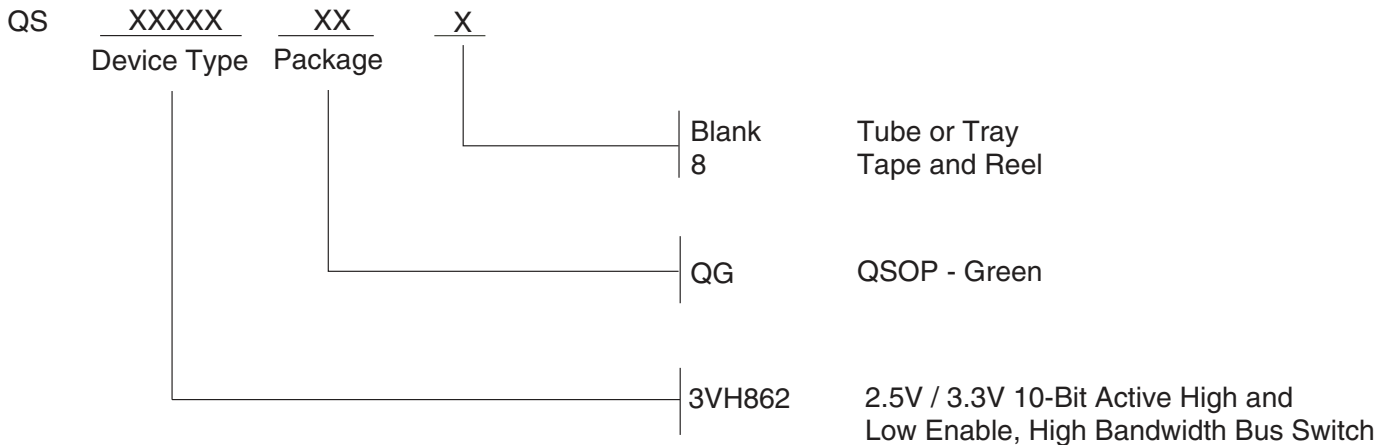 QS XXXXX XX X
Device Type Package
Blank Tube or Tray
8 Tape and Reel
QG QSOP - Green
3VH862 2.5V / 3.3V 10-Bit Active High and
Low Enable, High Bandwidth Bus Switch